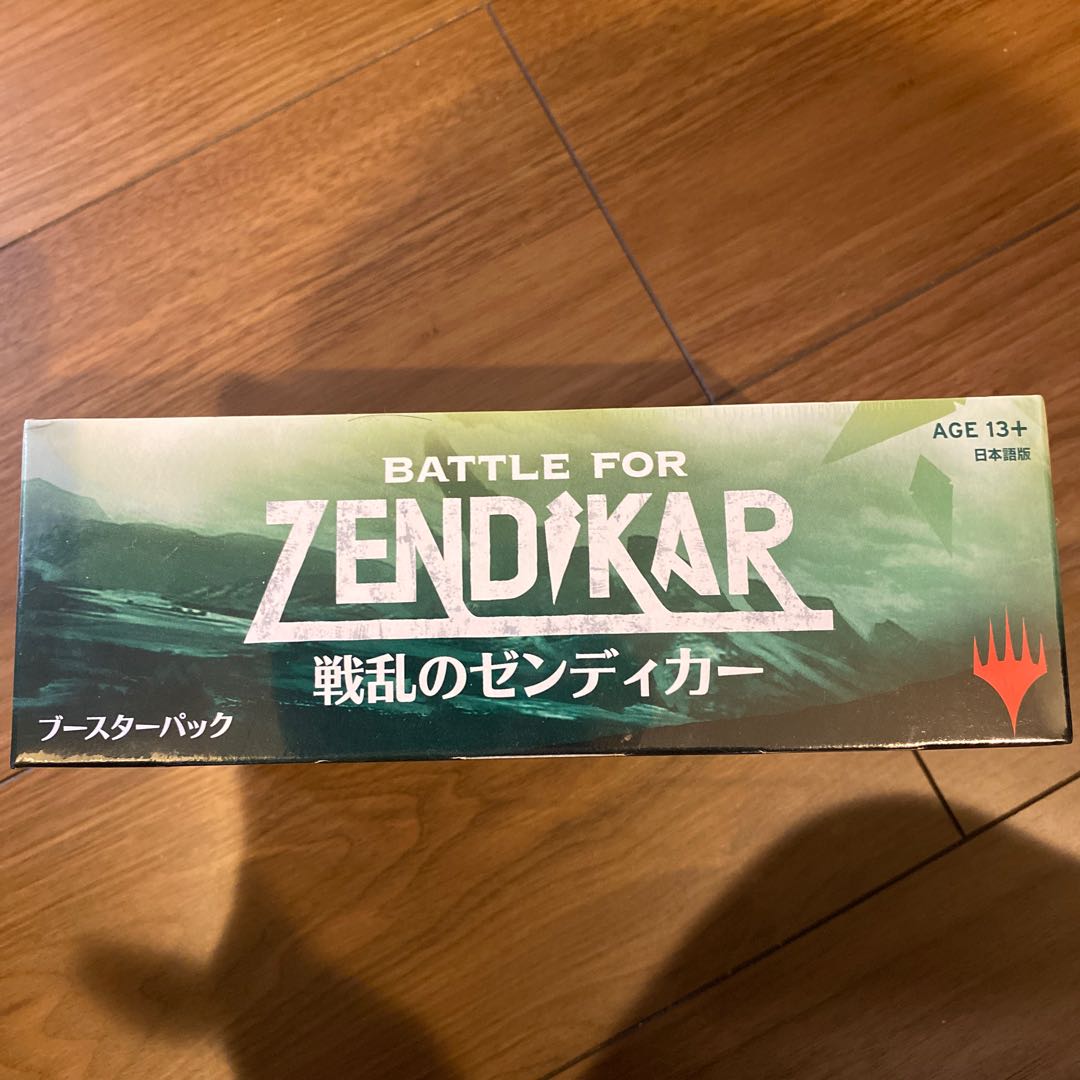 AGE 13+
日本語版
BATTLE FOR
ZENDIKAR
戦乱のゼンディカー
ブースターパック